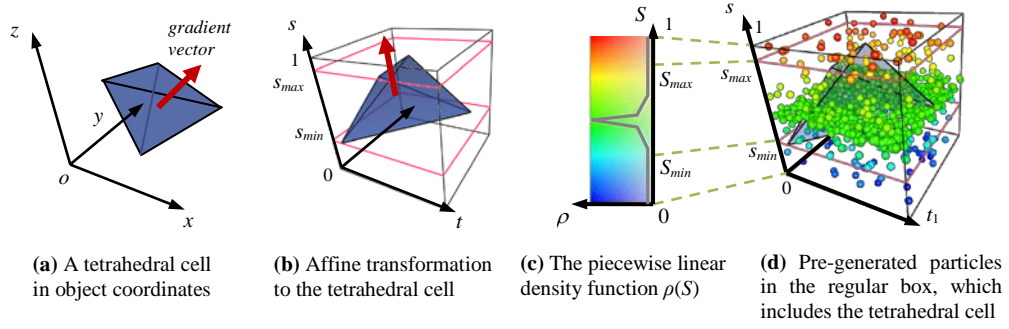 z
gradient
vector
y
o
x
s
1
s_max
s_min
0
t
S
1
S_max
S_min
ρ
0
s
1
s_max
s_min
0
t_1
(a) A tetrahedral cell
in object coordinates
(b) Affine transformation
to the tetrahedral cell
(c) The piecewise linear
density function ρ(S)
(d) Pre-generated particles
in the regular box, which
includes the tetrahedral cell